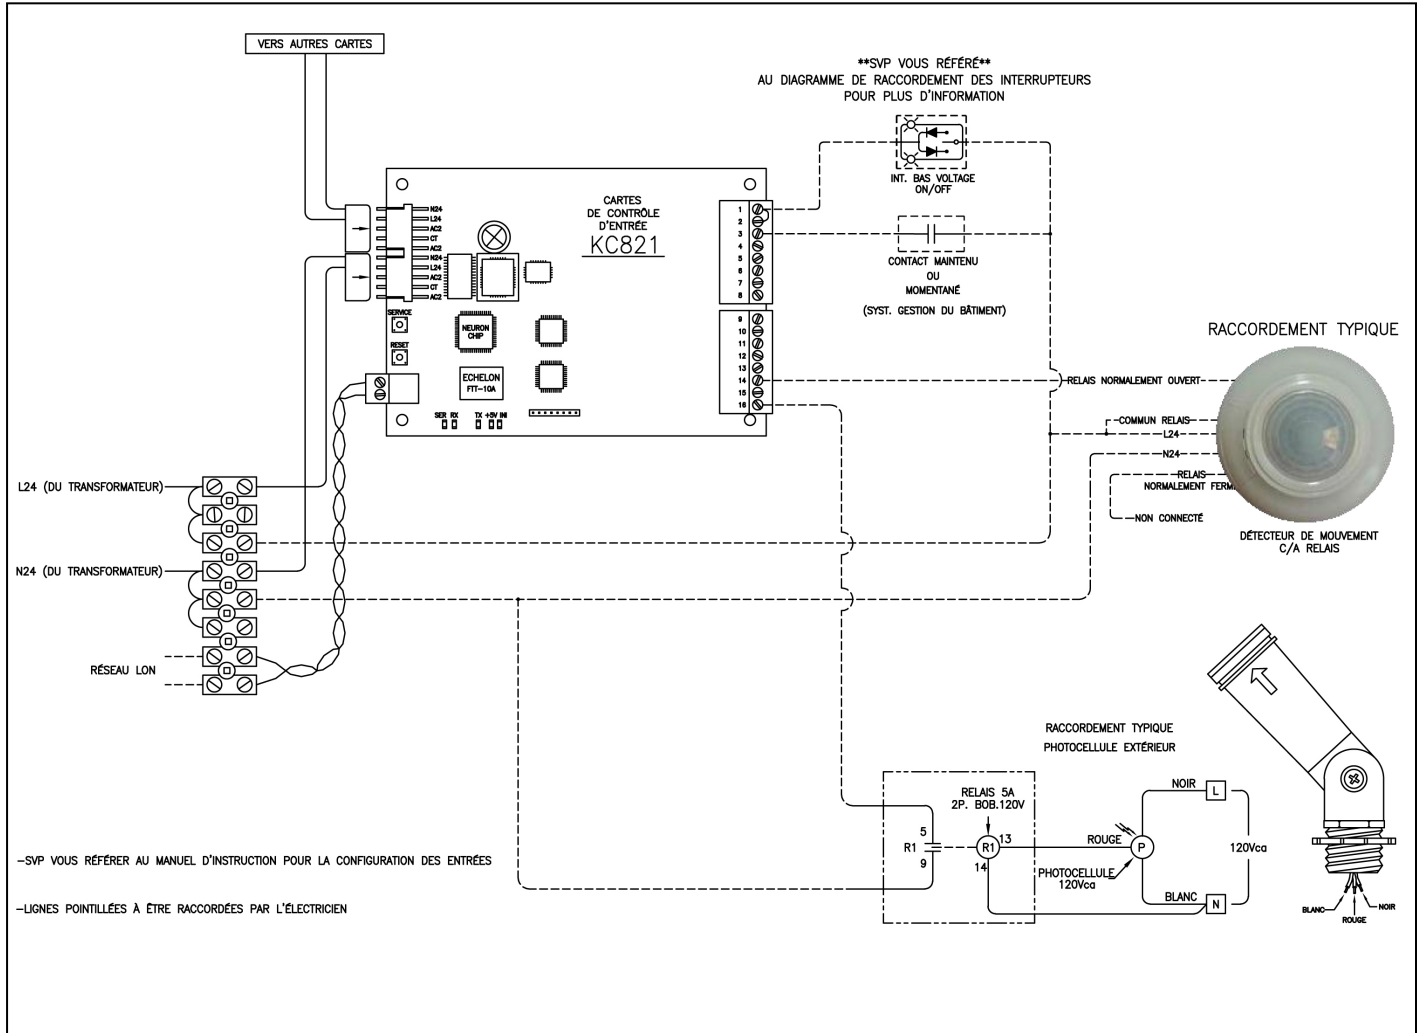 VERS AUTRES CARTES
**SVP VOUS RÉFÉRÉ**
AU DIAGRAMME DE RACCORDEMENT DES INTERRUPTEURS
POUR PLUS D'INFORMATION
INT. BAS VOLTAGE
ON/OFF
CARTES
DE CONTRÔLE
D'ENTRÉE
KC821
N24
L24
AC2
CT
AC2
N24
L24
AC2
CT
AC2
SERVICE
RESET
NEURON
CHIP
ECHELON
FTT-10A
SER RX TX +5V INI
1
2
3
4
5
6
7
8
9
10
11
12
13
14
15
16
CONTACT MAINTENU
OU
MOMENTANÉ
(SYST. GESTION DU BÂTIMENT)
RACCORDEMENT TYPIQUE
RELAIS NORMALEMENT OUVERT
COMMUN RELAIS
L24
N24
RELAIS
NORMALEMENT FERM
NON CONNECTÉ
DÉTECTEUR DE MOUVEMENT
C/A RELAIS
L24 (DU TRANSFORMATEUR)
N24 (DU TRANSFORMATEUR)
RÉSEAU LON
RACCORDEMENT TYPIQUE
PHOTOCELLULE EXTÉRIEUR
RELAIS 5A
2P. BOB.120V
5
R1
9
R1
13
14
ROUGE
NOIR
L
P
PHOTOCELLULE
120Vca
120Vca
BLANC
N
BLANC
ROUGE
NOIR
-SVP VOUS RÉFÉRER AU MANUEL D'INSTRUCTION POUR LA CONFIGURATION DES ENTRÉES
-LIGNES POINTILLÉES À ÊTRE RACCORDÉES PAR L'ÉLECTRICIEN